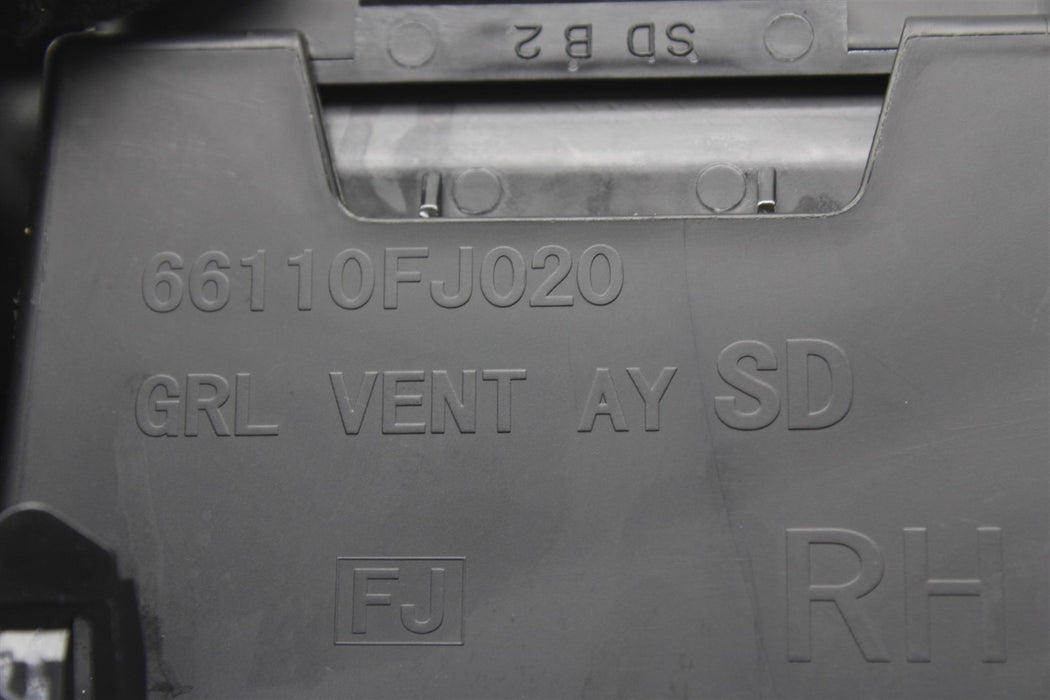 SD B2
66110FJ020
GRL VENT AY SD
FJ
RH